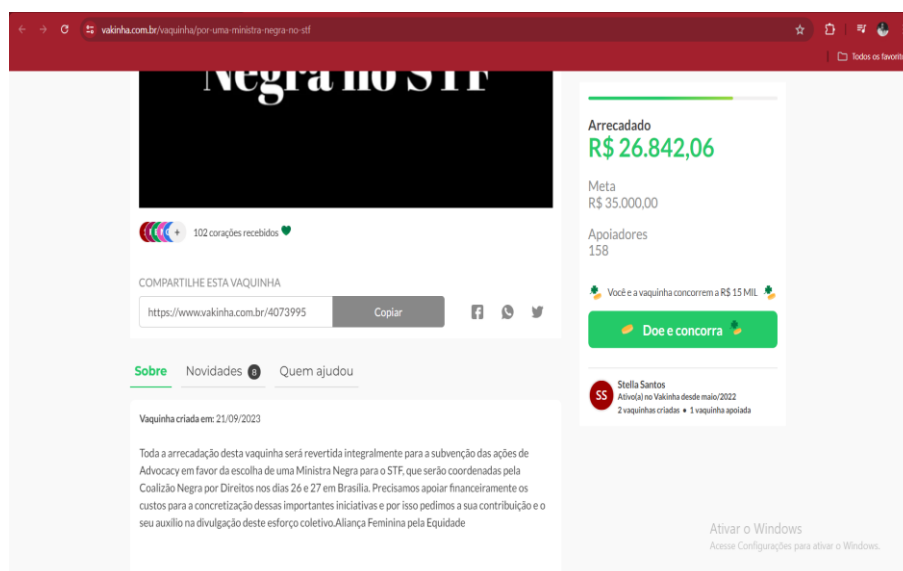 vakinha.com.br/vaquinha/por-uma-ministra-negra-no-stf
Todos os favorit
Negra no STF
102 corações recebidos
COMPARTILHE ESTA VAQUINHA
https://www.vakinha.com.br/4073995
Copiar
Sobre
Novidades 8
Quem ajudou
Vaquinha criada em: 21/09/2023
Toda a arrecadação desta vaquinha será revertida integralmente para a subvenção das ações de
Advocacy em favor da escolha de uma Ministra Negra para o STF, que serão coordenadas pela
Coalizão Negra por Direitos nos dias 26 e 27 em Brasília. Precisamos apoiar financeiramente os
custos para a concretização dessas importantes iniciativas e por isso pedimos a sua contribuição e o
seu auxílio na divulgação deste esforço coletivo.Aliança Feminina pela Equidade
Arrecadado
R$ 26.842,06
Meta
R$ 35.000,00
Apoiadores
158
Você e a vaquinha concorrem a R$ 15 MIL
Doe e concorra
SS
Stella Santos
Ativo(a) no Vakinha desde maio/2022
2 vaquinhas criadas • 1 vaquinha apoiada
Ativar o Windows
Acesse Configurações para ativar o Windows.